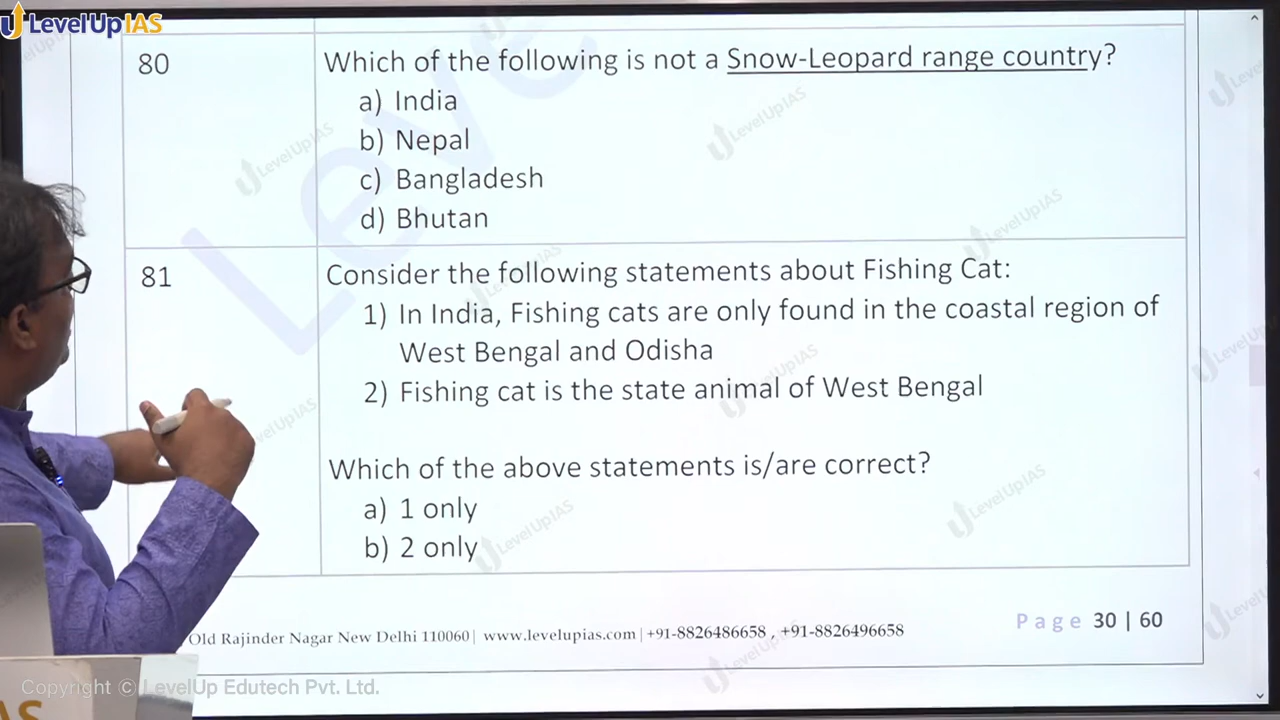 LevelUp IAS
80
Which of the following is not a Snow-Leopard range country?
a) India
b) Nepal
c) Bangladesh
d) Bhutan
81
Consider the following statements about Fishing Cat:
1) In India, Fishing cats are only found in the coastal region of
West Bengal and Odisha
2) Fishing cat is the state animal of West Bengal
Which of the above statements is/are correct?
a) 1 only
b) 2 only
Page 30 | 60
Old Rajinder Nagar New Delhi 110060| www.levelupias.com | +91-8826486658 , +91-8826496658
Copyright © LevelUp Edutech Pvt. Ltd.